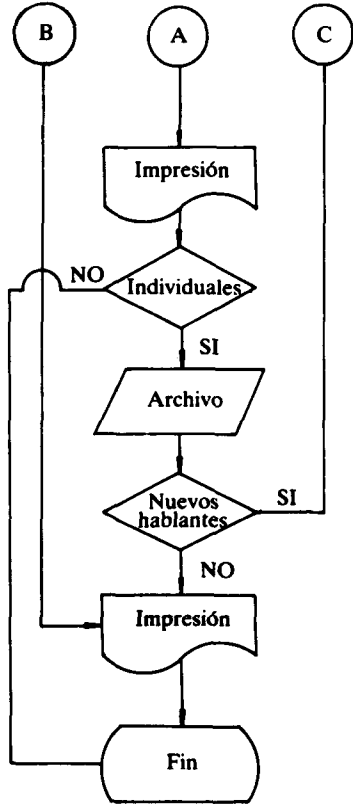 B
A
C
Impresión
NO
Individuales
SI
Archivo
Nuevos
hablantes
SI
NO
Impresión
Fin